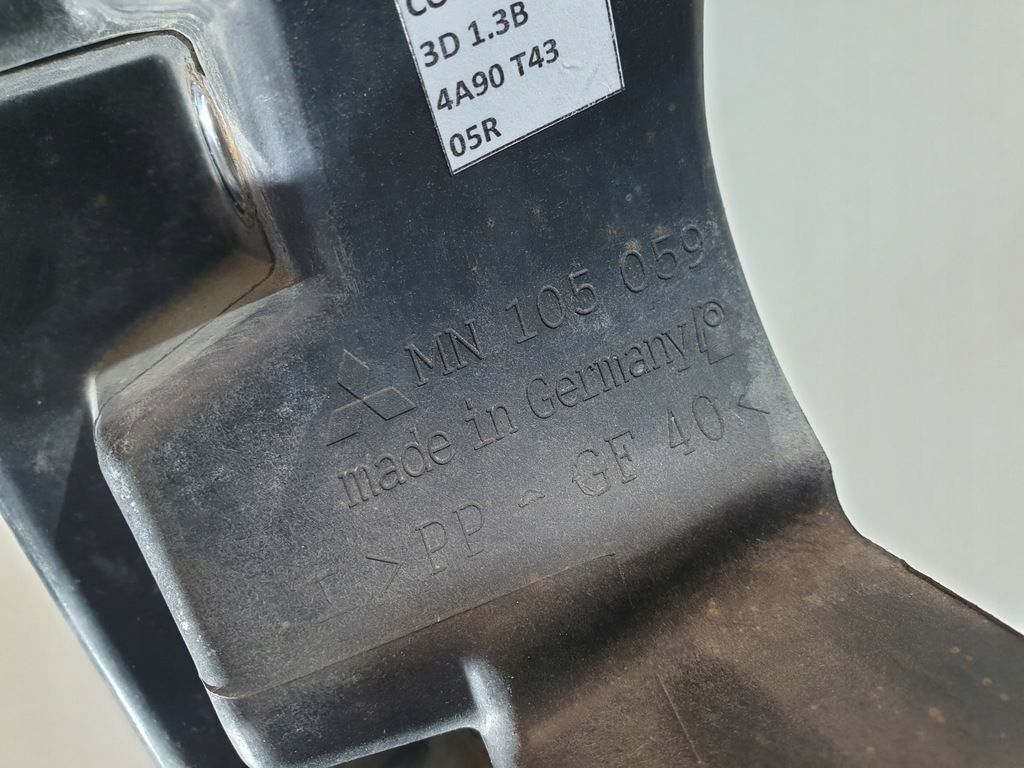 3D 1.3B
4A90 T43
05R
MN 105 059
made in Germany
>PP - GF 40<